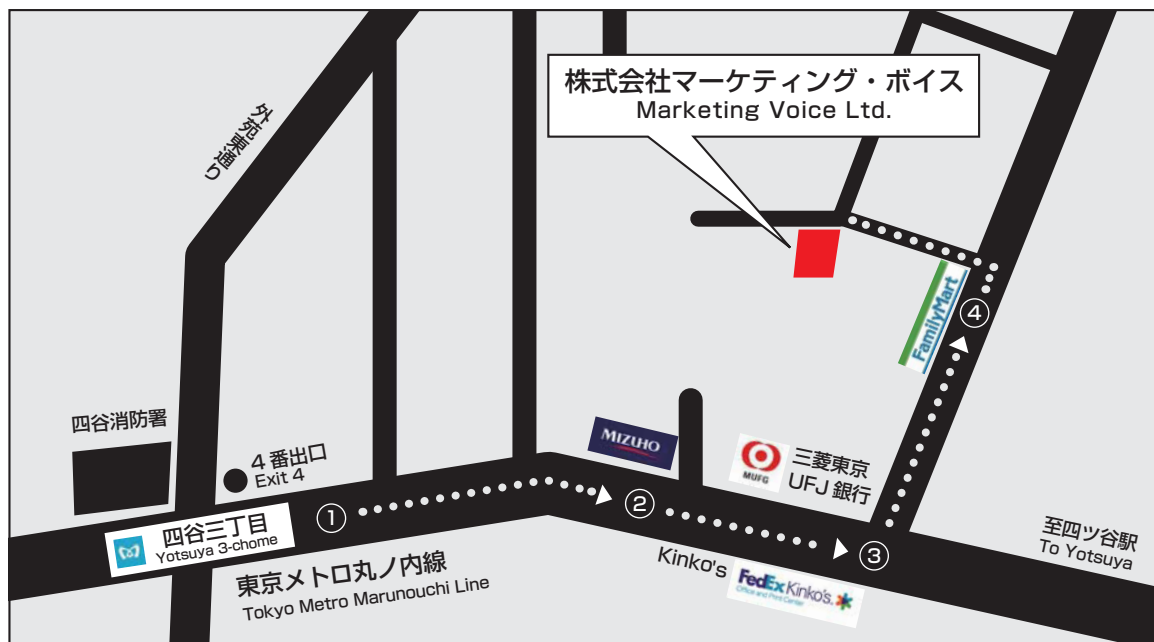 株式会社マーケティング・ボイス
Marketing Voice Ltd.
外苑東通り
FamilyMart
④
四谷消防署
4番出口
Exit 4
MIZUHO
MUFG
三菱東京
UFJ 銀行
①
②
③
四谷三丁目
Yotsuya 3-chome
東京メトロ丸ノ内線
Tokyo Metro Marunouchi Line
Kinko's
FedEx Kinko's.
Office and Print Center
至四ツ谷駅
To Yotsuya